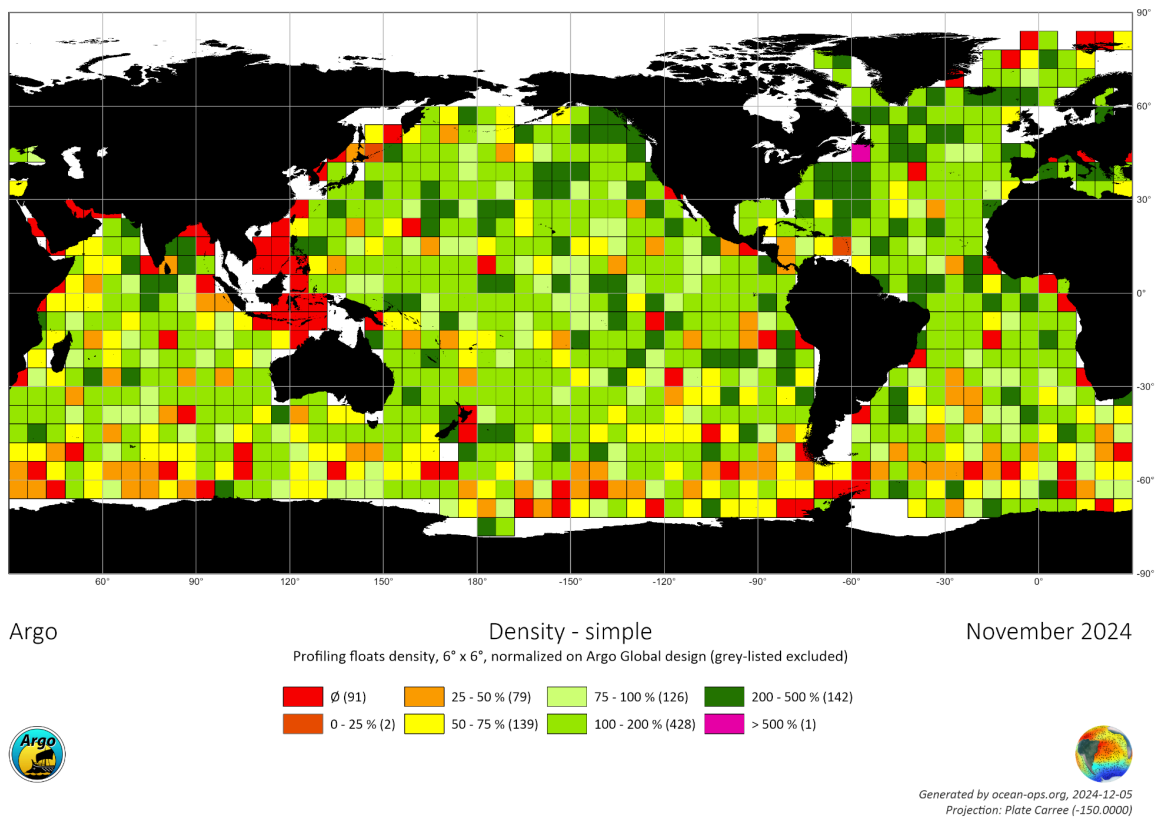 90°
60°
30°
0°
-30°
-60°
-90°
60° 90° 120° 150° 180° -150° -120° -90° -60° -30° 0°
Argo Density - simple November 2024
Profiling floats density, 6° x 6°, normalized on Argo Global design (grey-listed excluded)
Ø (91) 25 - 50 % (79) 75 - 100 % (126) 200 - 500 % (142)
0 - 25 % (2) 50 - 75 % (139) 100 - 200 % (428) > 500 % (1)
Argo
Generated by ocean-ops.org, 2024-12-05
Projection: Plate Carree (-150.0000)